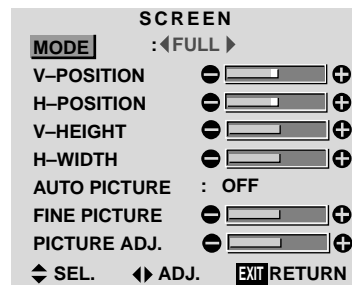 SCREEN
MODE : FULL
V–POSITION
H–POSITION
V–HEIGHT
H–WIDTH
AUTO PICTURE : OFF
FINE PICTURE
PICTURE ADJ.
SEL. ADJ. EXIT RETURN